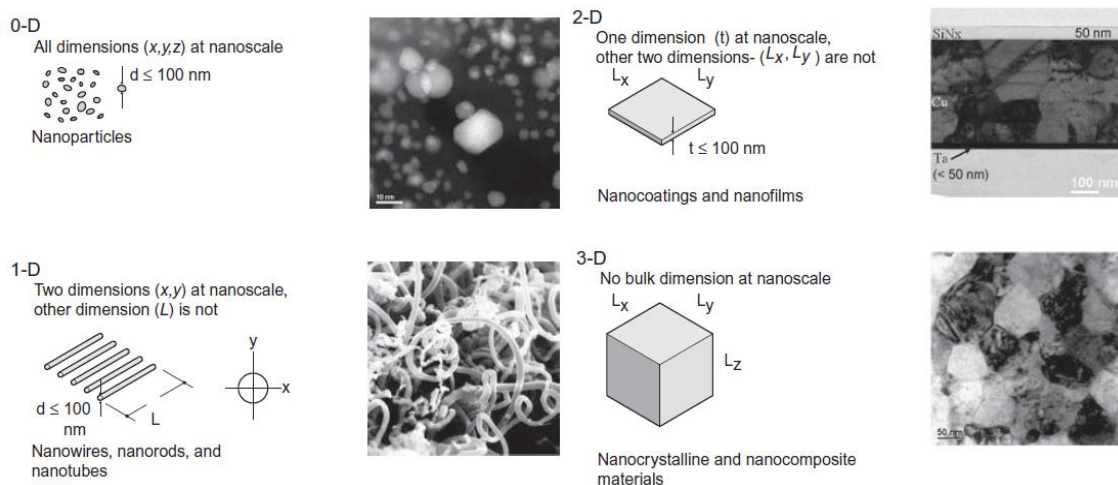 0-D
All dimensions (x,y,z) at nanoscale
d ≤ 100 nm
Nanoparticles
10 nm
2-D
One dimension (t) at nanoscale,
other two dimensions- (Lx, Ly) are not
Lx
Ly
t ≤ 100 nm
Nanocoatings and nanofilms
SiNx
50 nm
Cu
Ta
(< 50 nm)
100 nm
1-D
Two dimensions (x,y) at nanoscale,
other dimension (L) is not
y
x
d ≤ 100
nm
L
Nanowires, nanorods, and
nanotubes
3-D
No bulk dimension at nanoscale
Lx
Ly
Lz
50 nm
Nanocrystalline and nanocomposite
materials